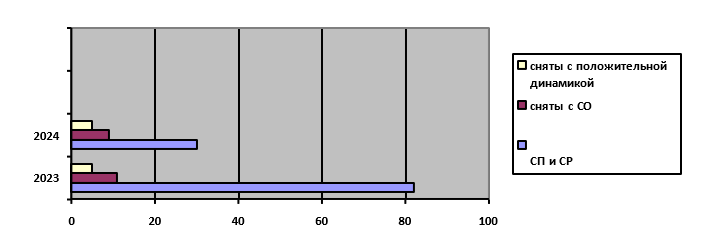 2024
2023
0 20 40 60 80 100
сняты с положительной
динамикой
сняты с СО
СП и СР